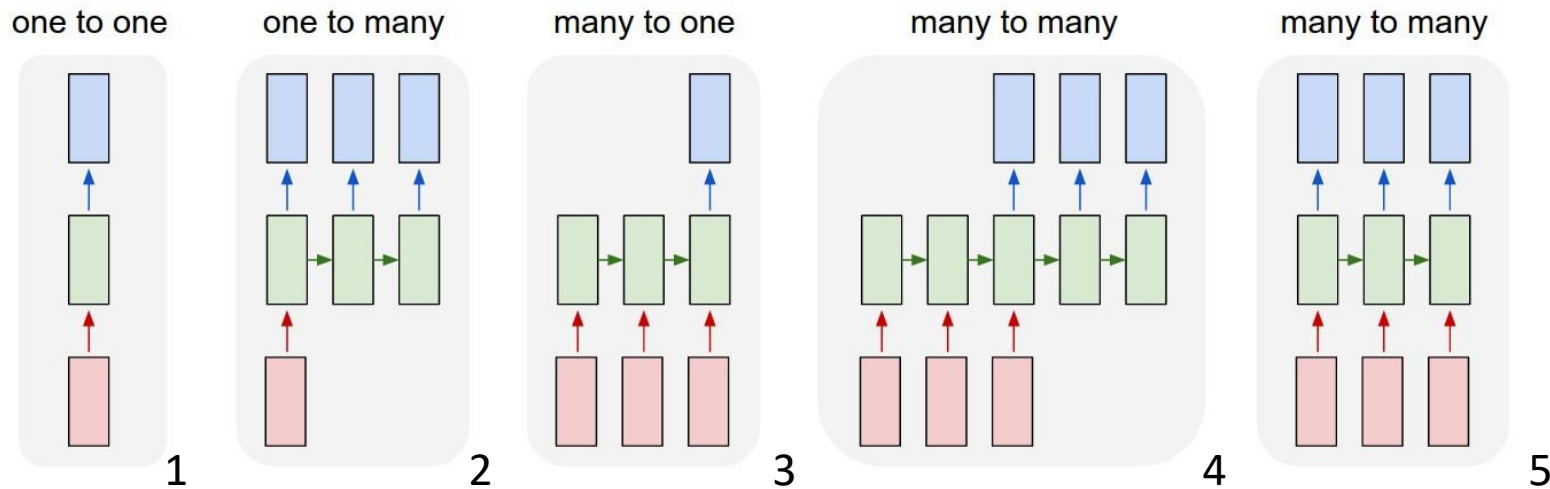 one to one
one to many
many to one
many to many
many to many
1
2
3
4
5